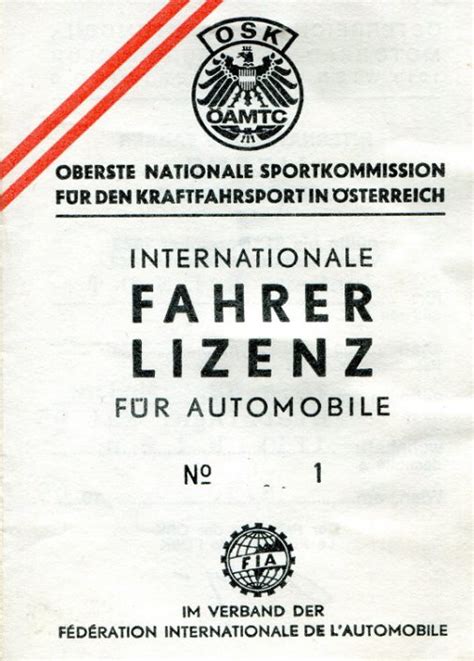 OSK
ÖAMTC
OBERSTE NATIONALE SPORTKOMMISSION
FÜR DEN KRAFTFAHRSPORT IN ÖSTERREICH
INTERNATIONALE
FAHRER
LIZENZ
FÜR AUTOMOBILE
Nº 1
FIA
IM VERBAND DER
FÉDÉRATION INTERNATIONALE DE L'AUTOMOBILE